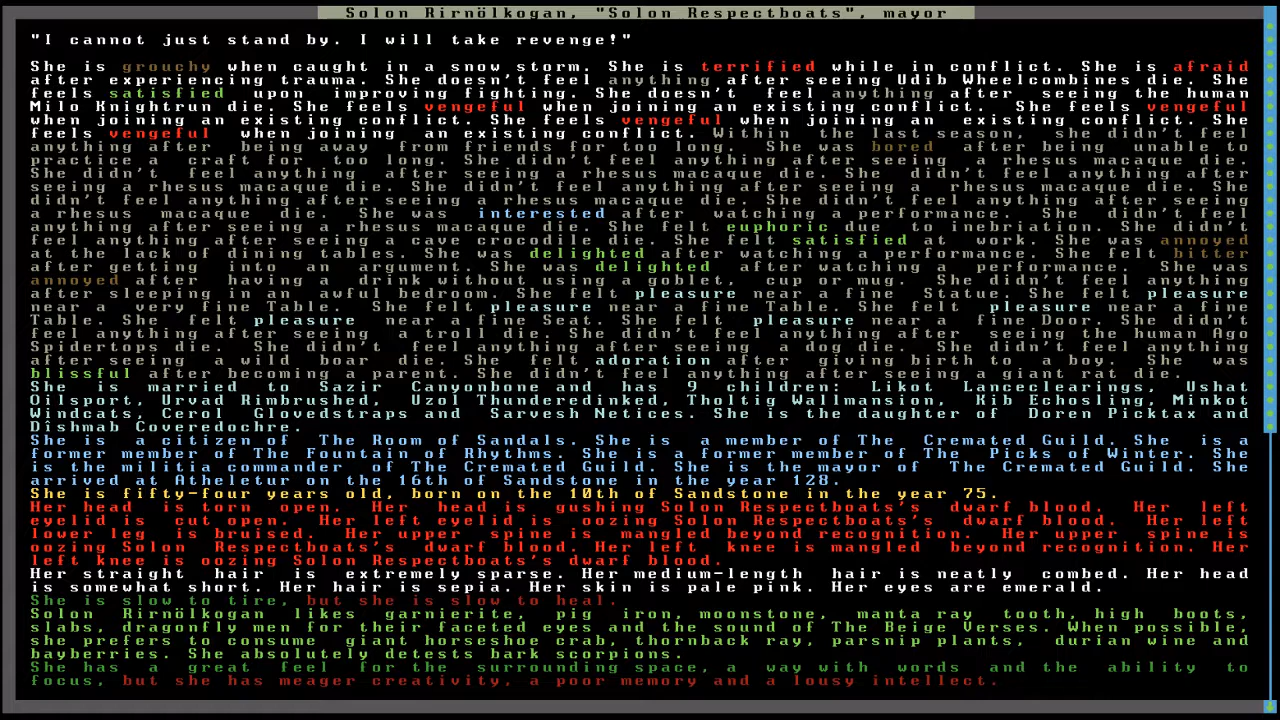 Solon Rirnölkogan, "Solon Respectboats", mayor
"I cannot just stand by. I will take revenge!"
She is grouchy when caught in a snow storm. She is terrified while in conflict. She is afraid
after experiencing trauma. She doesn't feel anything after seeing Udib Wheelcombines die. She
feels satisfied upon improving fighting. She doesn't feel anything after seeing the human
Milo Knightrun die. She feels vengeful when joining an existing conflict. She feels vengeful
when joining an existing conflict. She feels vengeful when joining an existing conflict. She
feels vengeful when joining an existing conflict. Within the last season, she didn't feel
anything after being away from friends for too long. She was bored after being unable to
practice a craft for too long. She didn't feel anything after seeing a rhesus macaque die.
She didn't feel anything after seeing a rhesus macaque die. She didn't feel anything after
seeing a rhesus macaque die. She didn't feel anything after seeing a rhesus macaque die. She
didn't feel anything after seeing a rhesus macaque die. She didn't feel anything after seeing
a rhesus macaque die. She was interested after watching a performance. She didn't feel
anything after seeing a rhesus macaque die. She felt euphoric due to inebriation. She didn't
feel anything after seeing a cave crocodile die. She felt satisfied at work. She was annoyed
at the lack of dining tables. She was delighted after watching a performance. She felt bitter
after getting into an argument. She was delighted after watching a performance. She was
annoyed after having a drink without using a goblet, cup or mug. She didn't feel anything
after sleeping in an awful bedroom. She felt pleasure near a fine Statue. She felt pleasure
near a very fine Table. She felt pleasure near a fine Table. She felt pleasure near a fine
Table. She felt pleasure near a fine Seat. She felt pleasure near a fine Door. She didn't
feel anything after seeing a troll die. She didn't feel anything after seeing the human Ago
Spidertops die. She didn't feel anything after seeing a dog die. She didn't feel anything
after seeing a wild boar die. She felt adoration after giving birth to a boy. She was
blissful after becoming a parent. She didn't feel anything after seeing a giant rat die.
She is married to Sazir Canyonbone and has 9 children: Likot Lanceclearings, Ushat
Oilsport, Urvad Rimbrushed, Uzol Thunderedinked, Tholtig Wallmansion, Kib Echosling, Minkot
Windcats, Cerol Glovedstraps and Sarvesh Netices. She is the daughter of Doren Picktax and
Dîshmab Coveredochre.
She is a citizen of The Room of Sandals. She is a member of The Cremated Guild. She is a
former member of The Fountain of Rhythms. She is a former member of The Picks of Winter. She
is the militia commander of The Cremated Guild. She is the mayor of The Cremated Guild. She
arrived at Atheletur on the 16th of Sandstone in the year 128.
She is fifty-four years old, born on the 10th of Sandstone in the year 75.
Her head is torn open. Her head is gushing Solon Respectboats's dwarf blood. Her left
eyelid is cut open. Her left eyelid is oozing Solon Respectboats's dwarf blood. Her left
lower leg is bruised. Her upper spine is mangled beyond recognition. Her upper spine is
oozing Solon Respectboats's dwarf blood. Her left knee is mangled beyond recognition. Her
left knee is oozing Solon Respectboats's dwarf blood.
Her straight hair is extremely sparse. Her medium-length hair is neatly combed. Her head
is somewhat short. Her hair is sepia. Her skin is pale pink. Her eyes are emerald.
She is slow to tire, but she is slow to heal.
Solon Rirnölkogan likes garnierite, pig iron, moonstone, manta ray tooth, high boots,
slabs, dragonfly men for their faceted eyes and the sound of The Beige Verses. When possible,
she prefers to consume giant horseshoe crab, thornback ray, parsnip plants, durian wine and
bayberries. She absolutely detests bark scorpions.
She has a great feel for the surrounding space, a way with words and the ability to
focus, but she has meager creativity, a poor memory and a lousy intellect.